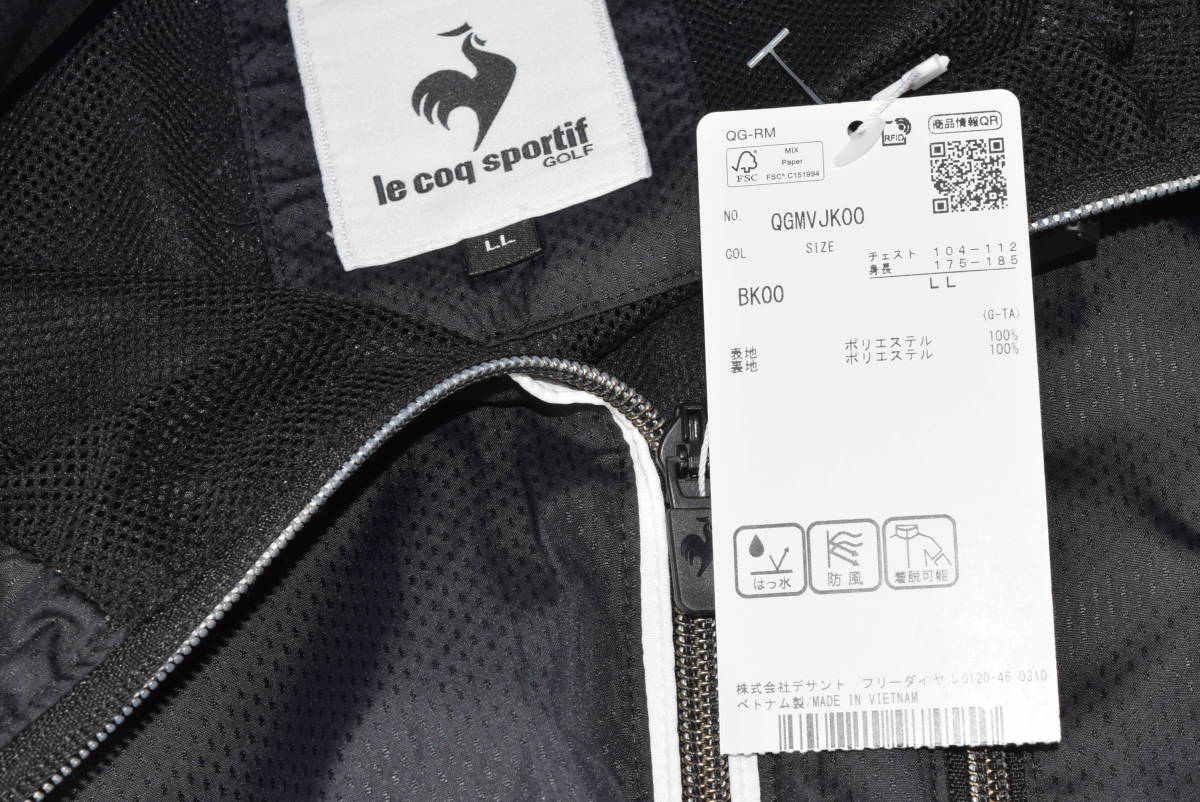 le coq sportif
GOLF
LL
QG-RM
RFID
商品情報QR
FSC
MIX
Paper
FSC® C151994
NO.
QGMVJK00
COL.
SIZE
チェスト 104-112
身長 175-185
LL
BK00
(G-TA)
表地 ポリエステル 100%
裏地 ポリエステル 100%
はっ水
防風
着脱可能
株式会社デサント フリーダイヤル0120-46-0310
ベトナム製/MADE IN VIETNAM